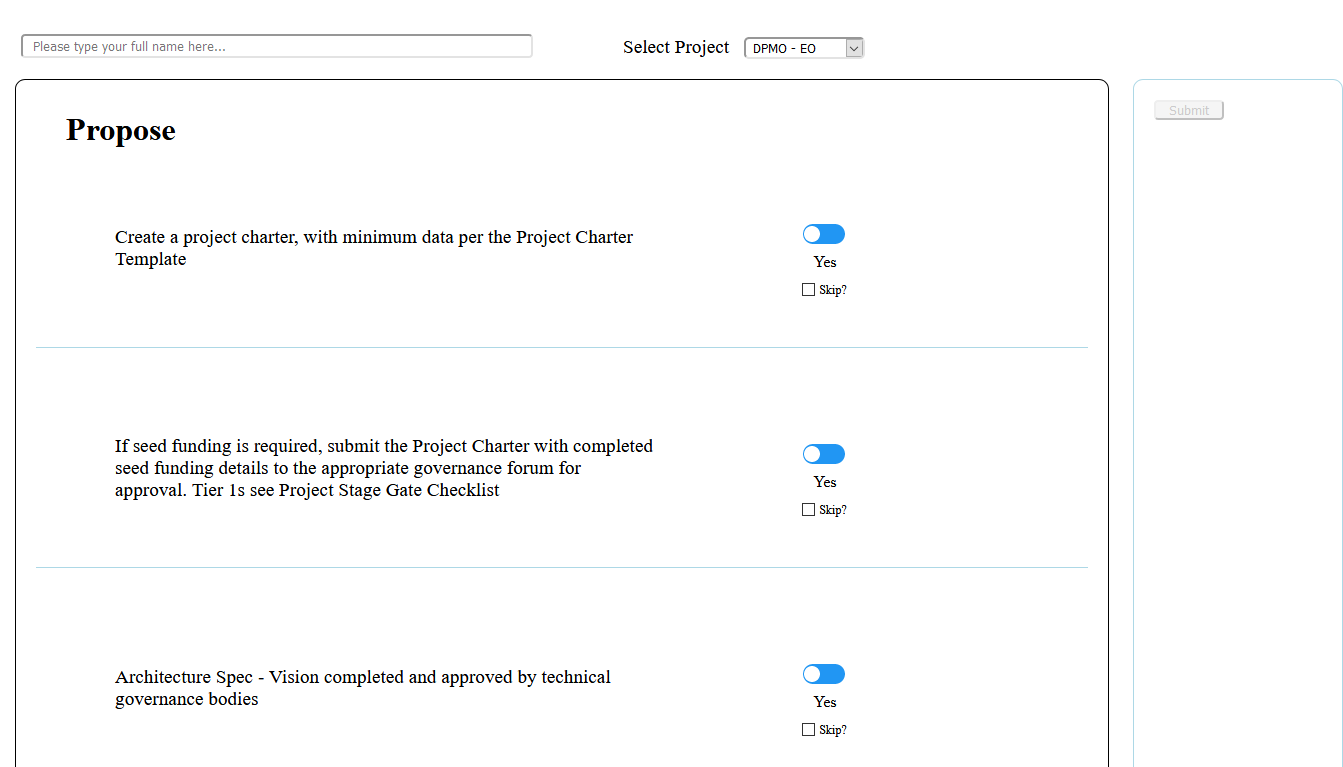 Please type your full name here...
Select Project
DPMO - EO
Submit
Propose
Create a project charter, with minimum data per the Project Charter
Template
Yes
Skip?
If seed funding is required, submit the Project Charter with completed
seed funding details to the appropriate governance forum for
approval. Tier 1s see Project Stage Gate Checklist
Yes
Skip?
Architecture Spec - Vision completed and approved by technical
governance bodies
Yes
Skip?